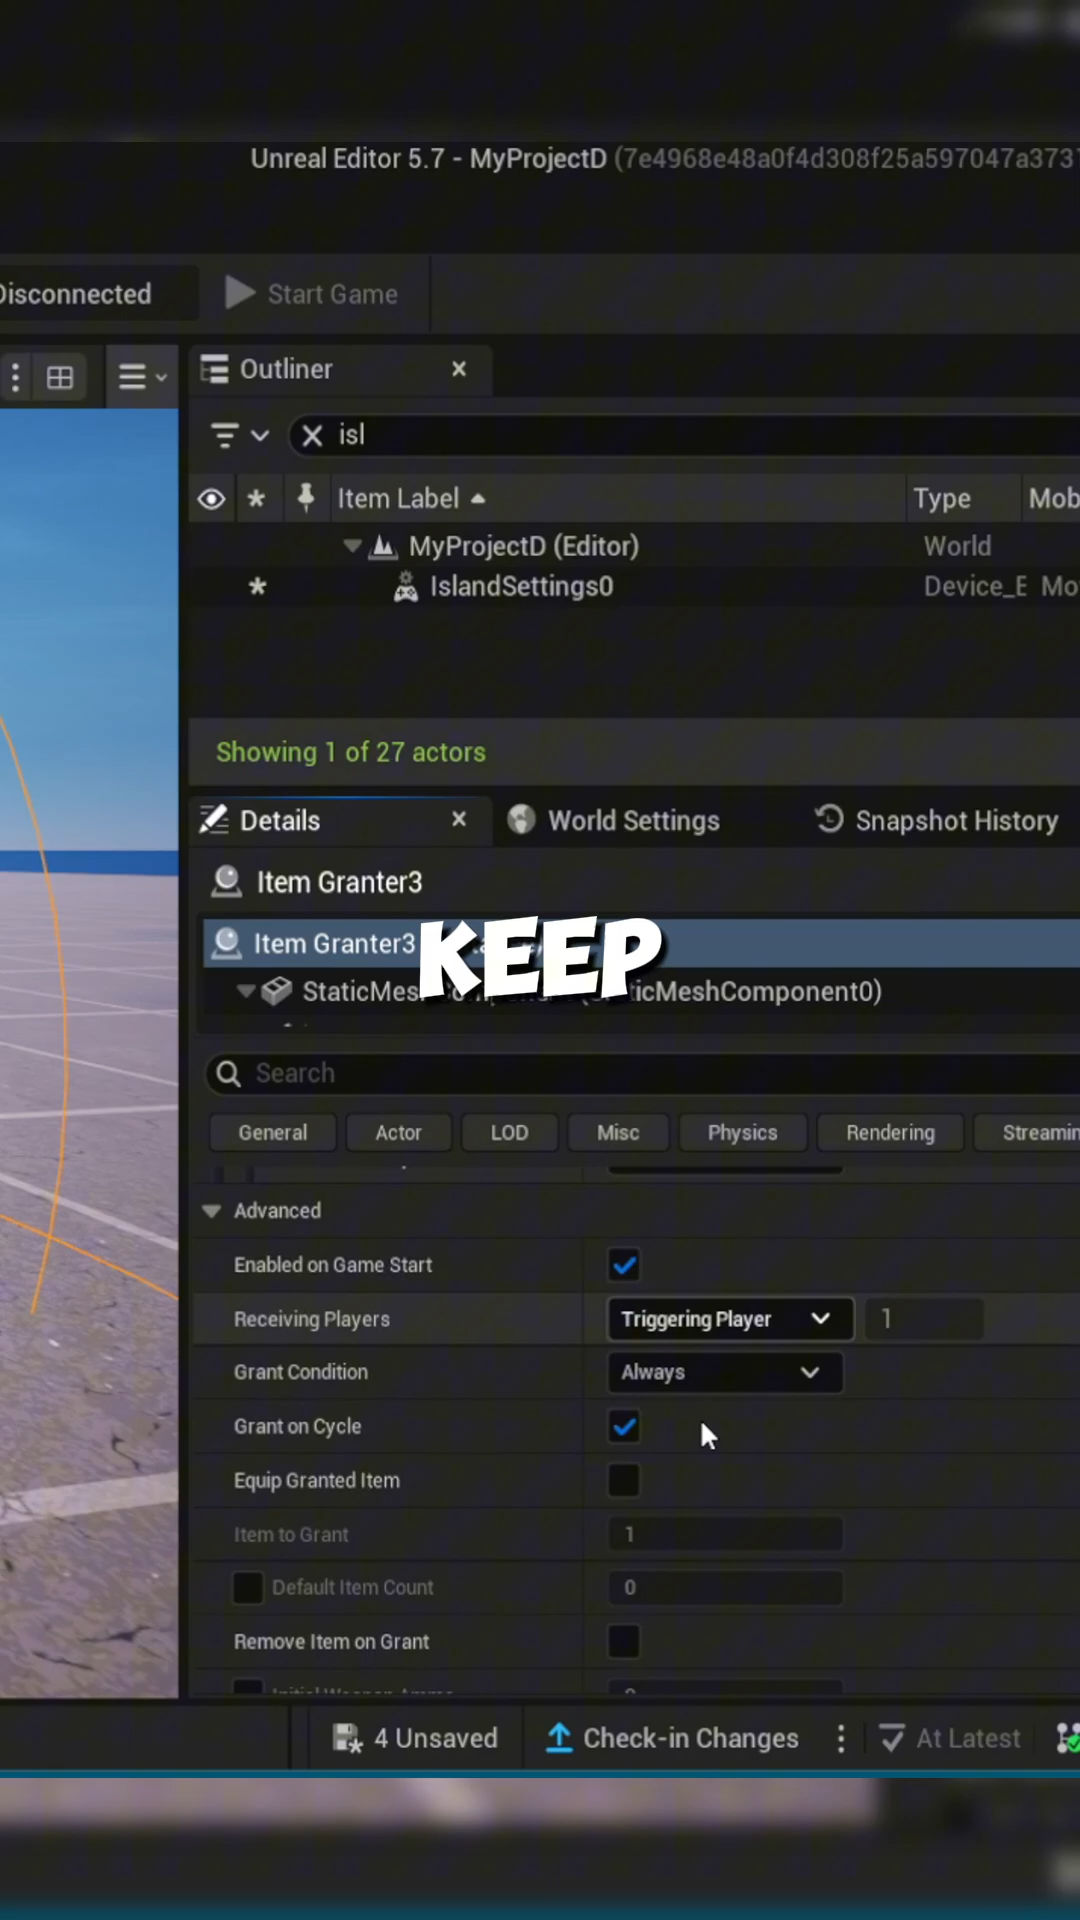 Unreal Editor 5.7 - MyProjectD (7e4968e48a0f4d308f25a597047a373
Disconnected
Start Game
Outliner
isl
Item Label
Type
Mob
MyProjectD (Editor)
World
IslandSettings0
Device_E
Mo
Showing 1 of 27 actors
Details
World Settings
Snapshot History
Item Granter3
Item Granter3
KEEP
Search
General
Actor
LOD
Misc
Physics
Rendering
Streamin
Advanced
Enabled on Game Start
Receiving Players
Triggering Player
1
Grant Condition
Always
Grant on Cycle
Equip Granted Item
Item to Grant
1
Default Item Count
0
Remove Item on Grant
4 Unsaved
Check-in Changes
At Latest